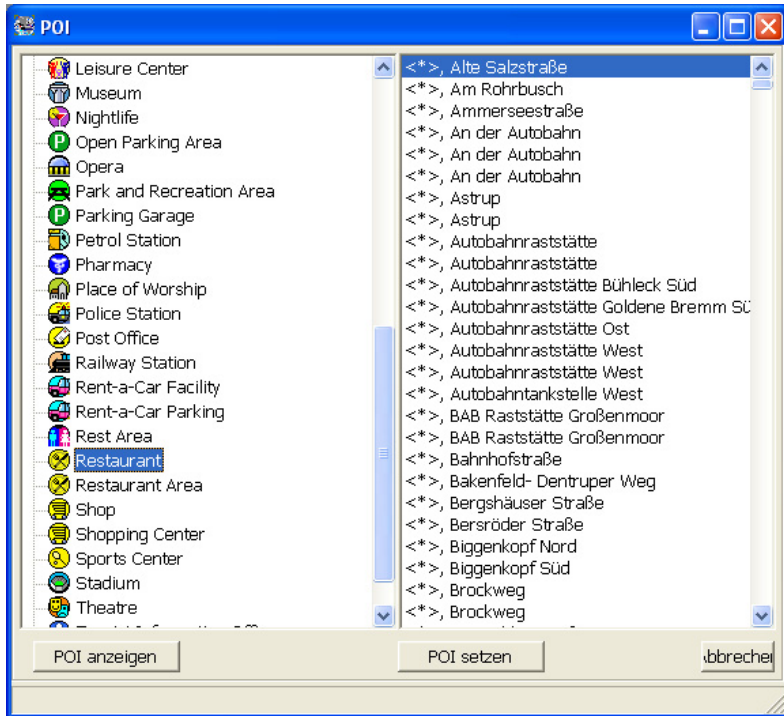 POI
Leisure Center
Museum
Nightlife
Open Parking Area
Opera
Park and Recreation Area
Parking Garage
Petrol Station
Pharmacy
Place of Worship
Police Station
Post Office
Railway Station
Rent-a-Car Facility
Rent-a-Car Parking
Rest Area
Restaurant
Restaurant Area
Shop
Shopping Center
Sports Center
Stadium
Theatre
<*>, Alte Salzstraße
<*>, Am Rohrbusch
<*>, Ammerseestraße
<*>, An der Autobahn
<*>, An der Autobahn
<*>, An der Autobahn
<*>, Astrup
<*>, Astrup
<*>, Autobahnraststätte
<*>, Autobahnraststätte
<*>, Autobahnraststätte Bühleck Süd
<*>, Autobahnraststätte Goldene Bremm Sü
<*>, Autobahnraststätte Ost
<*>, Autobahnraststätte West
<*>, Autobahnraststätte West
<*>, Autobahntankstelle West
<*>, BAB Raststätte Großenmoor
<*>, BAB Raststätte Großenmoor
<*>, Bahnhofstraße
<*>, Bakenfeld- Dentruper Weg
<*>, Bergshäuser Straße
<*>, Bersröder Straße
<*>, Biggenkopf Nord
<*>, Biggenkopf Süd
<*>, Brockweg
<*>, Brockweg
POI anzeigen
POI setzen
bbreche